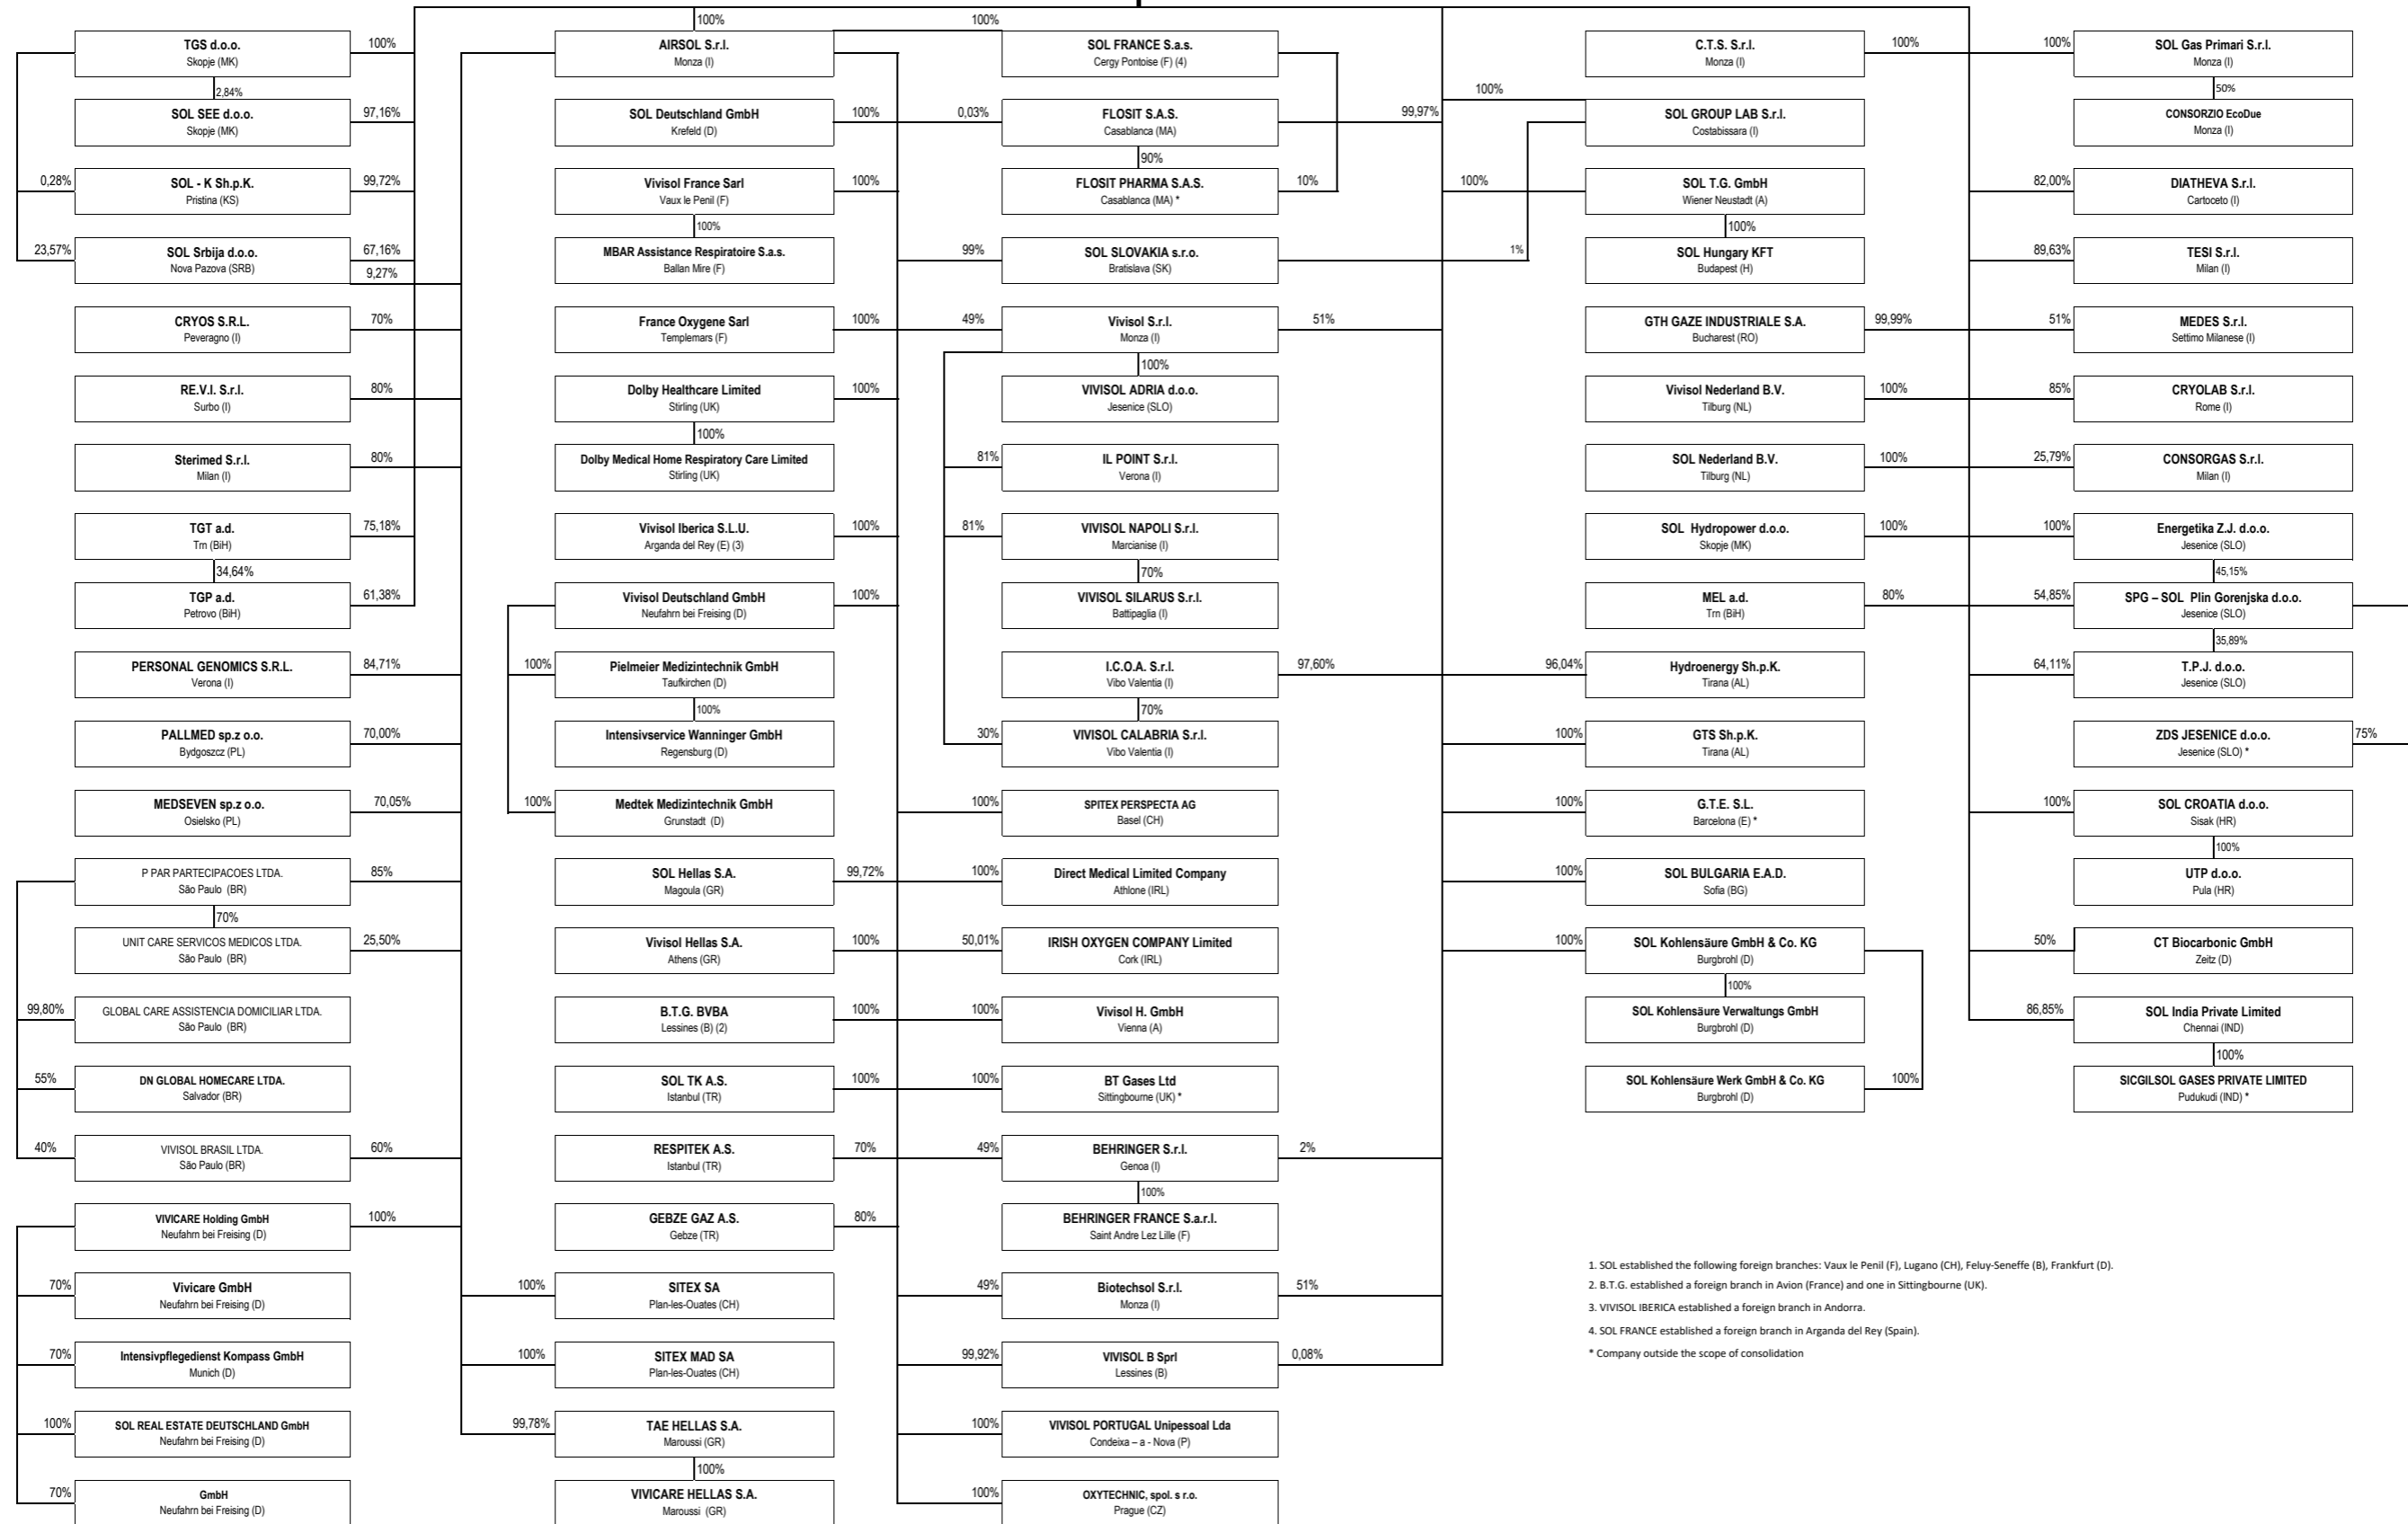 100%
100%
TGS d.o.o.
Skopje (MK)
100%
2,84%
SOL SEE d.o.o.
Skopje (MK)
97,16%
0,28%
SOL - K Sh.p.K.
Pristina (KS)
99,72%
23,57%
SOL Srbija d.o.o.
Nova Pazova (SRB)
67,16%
9,27%
CRYOS S.R.L.
Peveragno (I)
70%
RE.V.I. S.r.l.
Surbo (I)
80%
Sterimed S.r.l.
Milan (I)
80%
TGT a.d.
Trn (BiH)
75,18%
34,64%
TGP a.d.
Petrovo (BiH)
61,38%
PERSONAL GENOMICS S.R.L.
Verona (I)
84,71%
PALLMED sp.z o.o.
Bydgoszcz (PL)
70,00%
MEDSEVEN sp.z o.o.
Osielsko (PL)
70,05%
P PAR PARTECIPACOES LTDA.
São Paulo (BR)
85%
70%
UNIT CARE SERVICOS MEDICOS LTDA.
São Paulo (BR)
25,50%
99,80%
GLOBAL CARE ASSISTENCIA DOMICILIAR LTDA.
São Paulo (BR)
55%
DN GLOBAL HOMECARE LTDA.
Salvador (BR)
40%
VIVISOL BRASIL LTDA.
São Paulo (BR)
60%
VIVICARE Holding GmbH
Neufahrn bei Freising (D)
100%
70%
Vivicare GmbH
Neufahrn bei Freising (D)
70%
Intensivpflegedienst Kompass GmbH
Munich (D)
100%
SOL REAL ESTATE DEUTSCHLAND GmbH
Neufahrn bei Freising (D)
70%
GmbH
Neufahrn bei Freising (D)
AIRSOL S.r.l.
Monza (I)
SOL Deutschland GmbH
Krefeld (D)
100%
Vivisol France Sarl
Vaux le Penil (F)
100%
100%
MBAR Assistance Respiratoire S.a.s.
Ballan Mire (F)
France Oxygene Sarl
Templemars (F)
100%
Dolby Healthcare Limited
Stirling (UK)
100%
100%
Dolby Medical Home Respiratory Care Limited
Stirling (UK)
Vivisol Iberica S.L.U.
Arganda del Rey (E) (3)
100%
Vivisol Deutschland GmbH
Neufahrn bei Freising (D)
100%
100%
Pielmeier Medizintechnik GmbH
Taufkirchen (D)
100%
Intensivservice Wanninger GmbH
Regensburg (D)
100%
Medtek Medizintechnik GmbH
Grunstadt (D)
SOL Hellas S.A.
Magoula (GR)
99,72%
Vivisol Hellas S.A.
Athens (GR)
100%
B.T.G. BVBA
Lessines (B) (2)
100%
SOL TK A.S.
Istanbul (TR)
100%
RESPITEK A.S.
Istanbul (TR)
70%
GEBZE GAZ A.S.
Gebze (TR)
80%
100%
SITEX SA
Plan-les-Ouates (CH)
100%
SITEX MAD SA
Plan-les-Ouates (CH)
99,78%
TAE HELLAS S.A.
Maroussi (GR)
100%
VIVICARE HELLAS S.A.
Maroussi (GR)
SOL FRANCE S.a.s.
Cergy Pontoise (F) (4)
0,03%
FLOSIT S.A.S.
Casablanca (MA)
99,97%
90%
FLOSIT PHARMA S.A.S.
Casablanca (MA) *
10%
99%
SOL SLOVAKIA s.r.o.
Bratislava (SK)
1%
49%
Vivisol S.r.l.
Monza (I)
51%
100%
VIVISOL ADRIA d.o.o.
Jesenice (SLO)
81%
IL POINT S.r.l.
Verona (I)
81%
VIVISOL NAPOLI S.r.l.
Marcianise (I)
70%
VIVISOL SILARUS S.r.l.
Battipaglia (I)
I.C.O.A. S.r.l.
Vibo Valentia (I)
97,60%
70%
30%
VIVISOL CALABRIA S.r.l.
Vibo Valentia (I)
100%
SPITEX PERSPECTA AG
Basel (CH)
100%
Direct Medical Limited Company
Athlone (IRL)
50,01%
IRISH OXYGEN COMPANY Limited
Cork (IRL)
100%
Vivisol H. GmbH
Vienna (A)
100%
BT Gases Ltd
Sittingbourne (UK) *
49%
BEHRINGER S.r.l.
Genoa (I)
2%
100%
BEHRINGER FRANCE S.a.r.l.
Saint Andre Lez Lille (F)
49%
Biotechsol S.r.l.
Monza (I)
51%
99,92%
VIVISOL B Sprl
Lessines (B)
0,08%
100%
VIVISOL PORTUGAL Unipessoal Lda
Condeixa – a - Nova (P)
100%
OXYTECHNIC, spol. s r.o.
Prague (CZ)
C.T.S. S.r.l.
Monza (I)
100%
100%
SOL GROUP LAB S.r.l.
Costabissara (I)
100%
SOL T.G. GmbH
Wiener Neustadt (A)
100%
SOL Hungary KFT
Budapest (H)
GTH GAZE INDUSTRIALE S.A.
Bucharest (RO)
99,99%
Vivisol Nederland B.V.
Tilburg (NL)
100%
SOL Nederland B.V.
Tilburg (NL)
100%
SOL Hydropower d.o.o.
Skopje (MK)
100%
MEL a.d.
Trn (BiH)
80%
96,04%
Hydroenergy Sh.p.K.
Tirana (AL)
100%
GTS Sh.p.K.
Tirana (AL)
100%
G.T.E. S.L.
Barcelona (E) *
100%
SOL BULGARIA E.A.D.
Sofia (BG)
100%
SOL Kohlensäure GmbH & Co. KG
Burgbrohl (D)
100%
SOL Kohlensäure Verwaltungs GmbH
Burgbrohl (D)
SOL Kohlensäure Werk GmbH & Co. KG
Burgbrohl (D)
100%
100%
SOL Gas Primari S.r.l.
Monza (I)
50%
CONSORZIO EcoDue
Monza (I)
82,00%
DIATHEVA S.r.l.
Cartoceto (I)
89,63%
TESI S.r.l.
Milan (I)
51%
MEDES S.r.l.
Settimo Milanese (I)
85%
CRYOLAB S.r.l.
Rome (I)
25,79%
CONSORGAS S.r.l.
Milan (I)
100%
Energetika Z.J. d.o.o.
Jesenice (SLO)
45,15%
54,85%
SPG – SOL Plin Gorenjska d.o.o.
Jesenice (SLO)
35,89%
64,11%
T.P.J. d.o.o.
Jesenice (SLO)
ZDS JESENICE d.o.o.
Jesenice (SLO) *
75%
100%
SOL CROATIA d.o.o.
Sisak (HR)
100%
UTP d.o.o.
Pula (HR)
50%
CT Biocarbonic GmbH
Zeitz (D)
86,85%
SOL India Private Limited
Chennai (IND)
100%
SICGILSOL GASES PRIVATE LIMITED
Pudukudi (IND) *
1. SOL established the following foreign branches: Vaux le Penil (F), Lugano (CH), Feluy-Seneffe (B), Frankfurt (D).
2. B.T.G. established a foreign branch in Avion (France) and one in Sittingbourne (UK).
3. VIVISOL IBERICA established a foreign branch in Andorra.
4. SOL FRANCE established a foreign branch in Arganda del Rey (Spain).
* Company outside the scope of consolidation